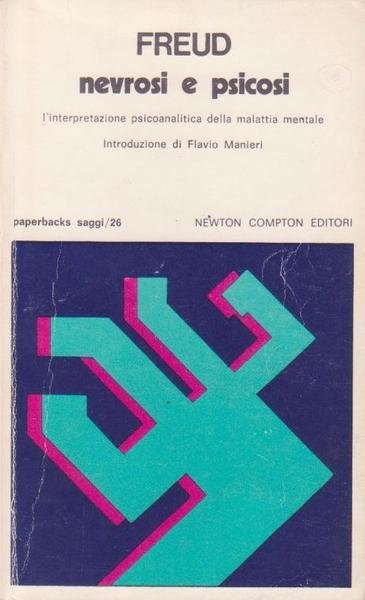 FREUD
nevrosi e psicosi
l'interpretazione psicoanalitica della malattia mentale
Introduzione di Flavio Manieri
paperbacks saggi/26 NEWTON COMPTON EDITORI